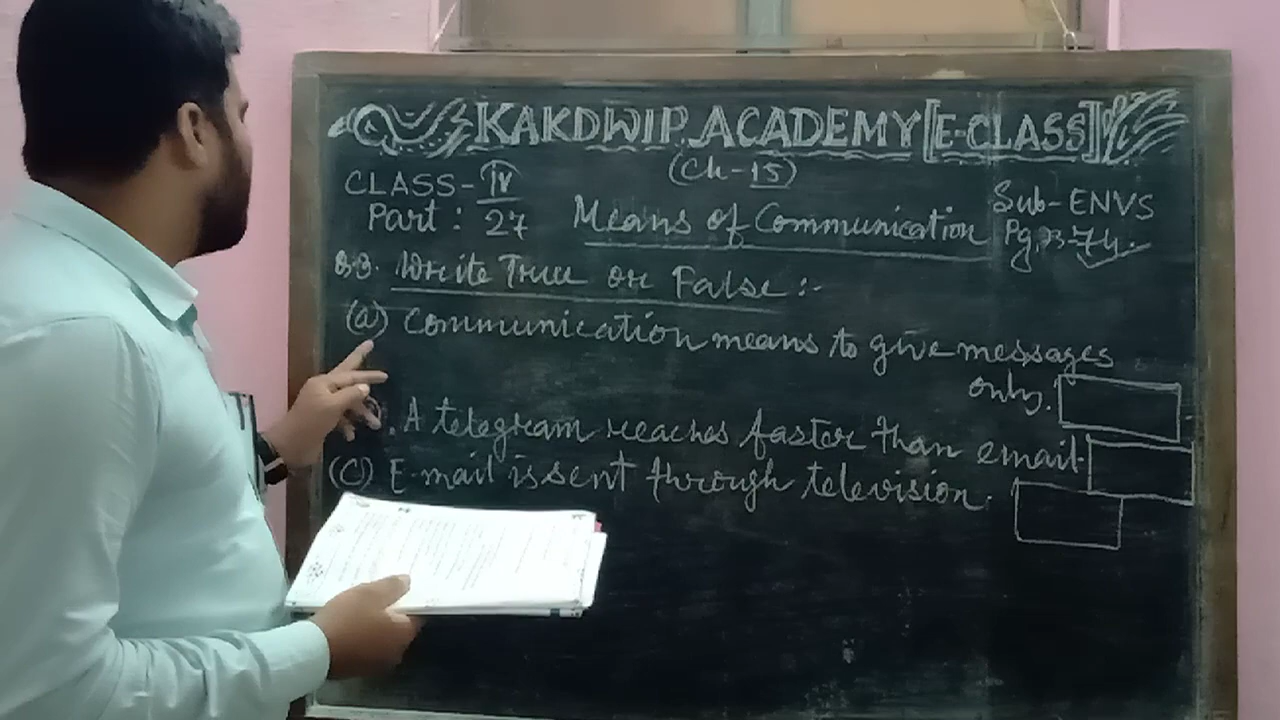 KAKDWIP ACADEMY [E-CLASS]
(Ch-15)
CLASS-IV
Part: 27
Means of Communication
Sub-ENVS
Pg, 73-74.
Q.3. Write True or False:-
(a) Communication means to give messages
only.
A telegram reaches faster than email.
(C) E-mail is sent through television.